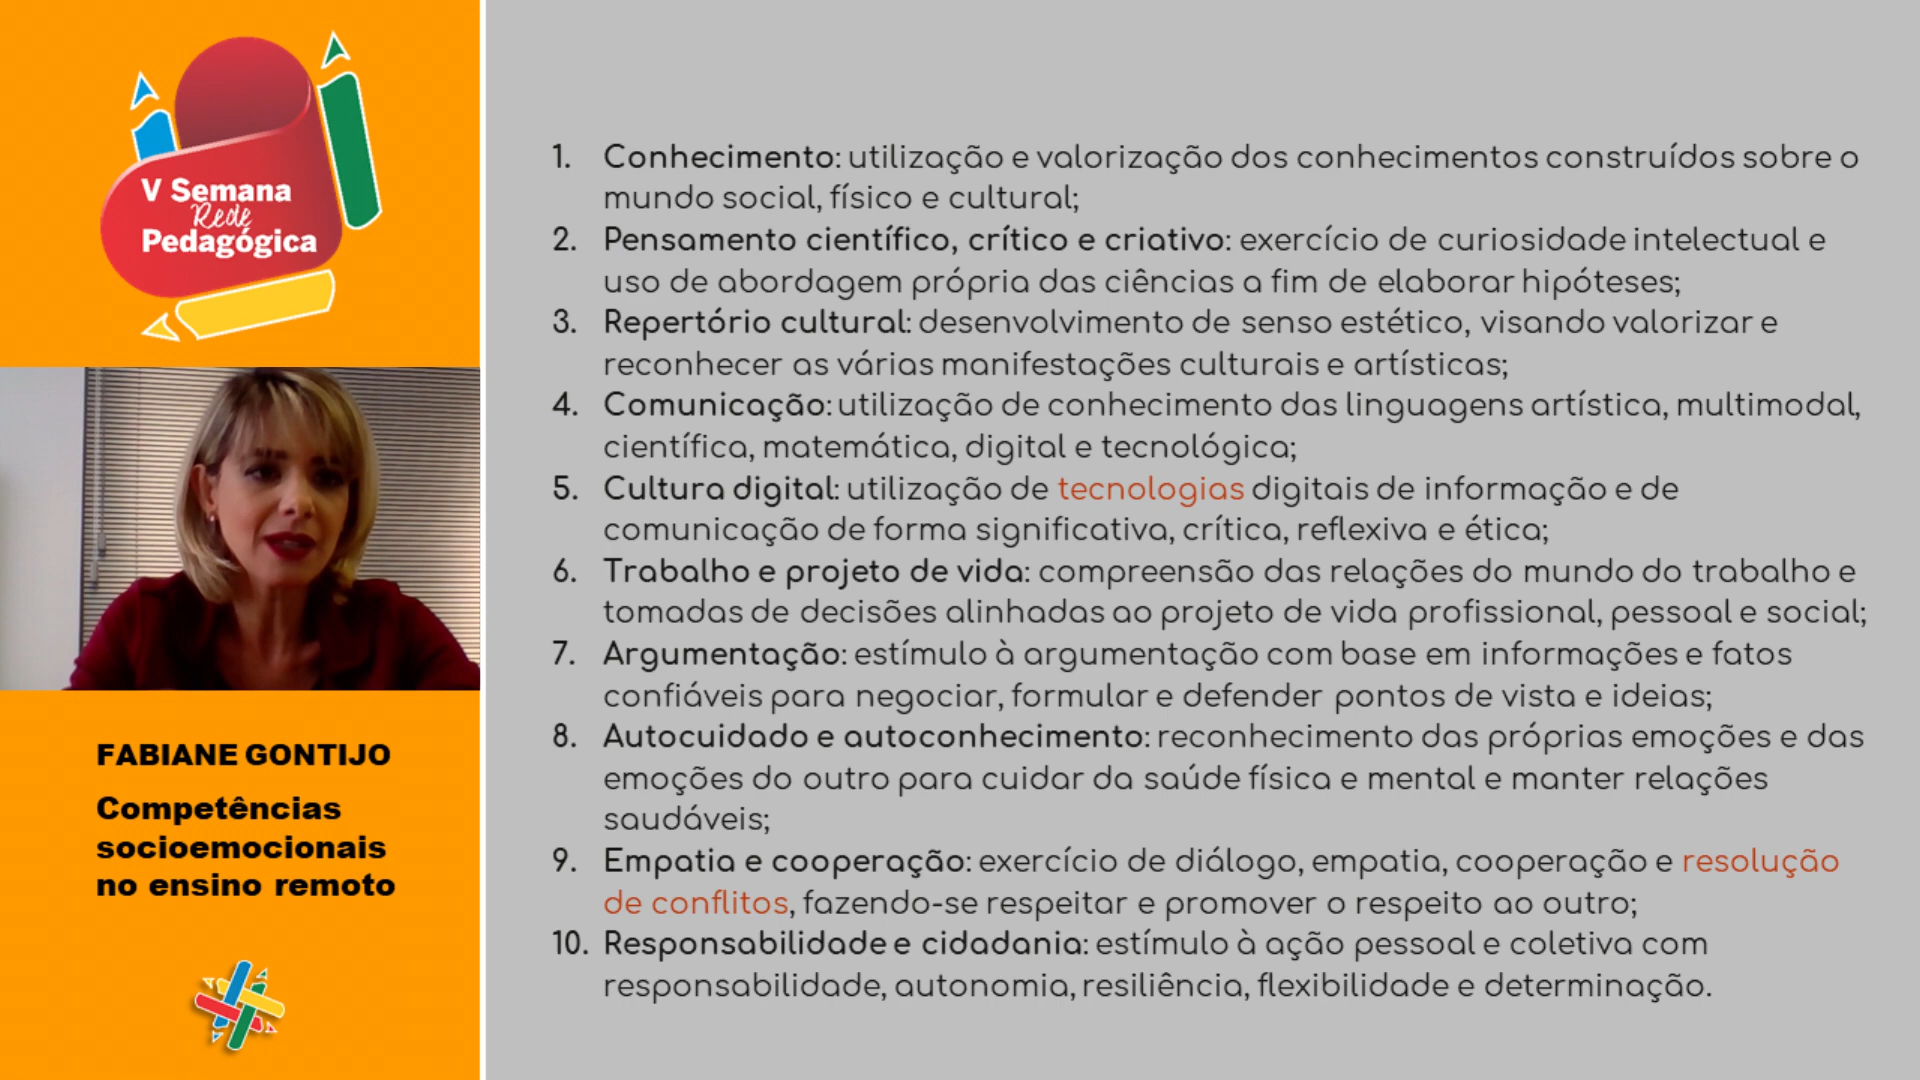 V Semana
Rede
Pedagógica
FABIANE GONTIJO
Competências
socioemocionais
no ensino remoto
1. Conhecimento: utilização e valorização dos conhecimentos construídos sobre o
mundo social, físico e cultural;
2. Pensamento científico, crítico e criativo: exercício de curiosidade intelectual e
uso de abordagem própria das ciências a fim de elaborar hipóteses;
3. Repertório cultural: desenvolvimento de senso estético, visando valorizar e
reconhecer as várias manifestações culturais e artísticas;
4. Comunicação: utilização de conhecimento das linguagens artística, multimodal,
científica, matemática, digital e tecnológica;
5. Cultura digital: utilização de tecnologias digitais de informação e de
comunicação de forma significativa, crítica, reflexiva e ética;
6. Trabalho e projeto de vida: compreensão das relações do mundo do trabalho e
tomadas de decisões alinhadas ao projeto de vida profissional, pessoal e social;
7. Argumentação: estímulo à argumentação com base em informações e fatos
confiáveis para negociar, formular e defender pontos de vista e ideias;
8. Autocuidado e autoconhecimento: reconhecimento das próprias emoções e das
emoções do outro para cuidar da saúde física e mental e manter relações
saudáveis;
9. Empatia e cooperação: exercício de diálogo, empatia, cooperação e resolução
de conflitos, fazendo-se respeitar e promover o respeito ao outro;
10. Responsabilidade e cidadania: estímulo à ação pessoal e coletiva com
responsabilidade, autonomia, resiliência, flexibilidade e determinação.